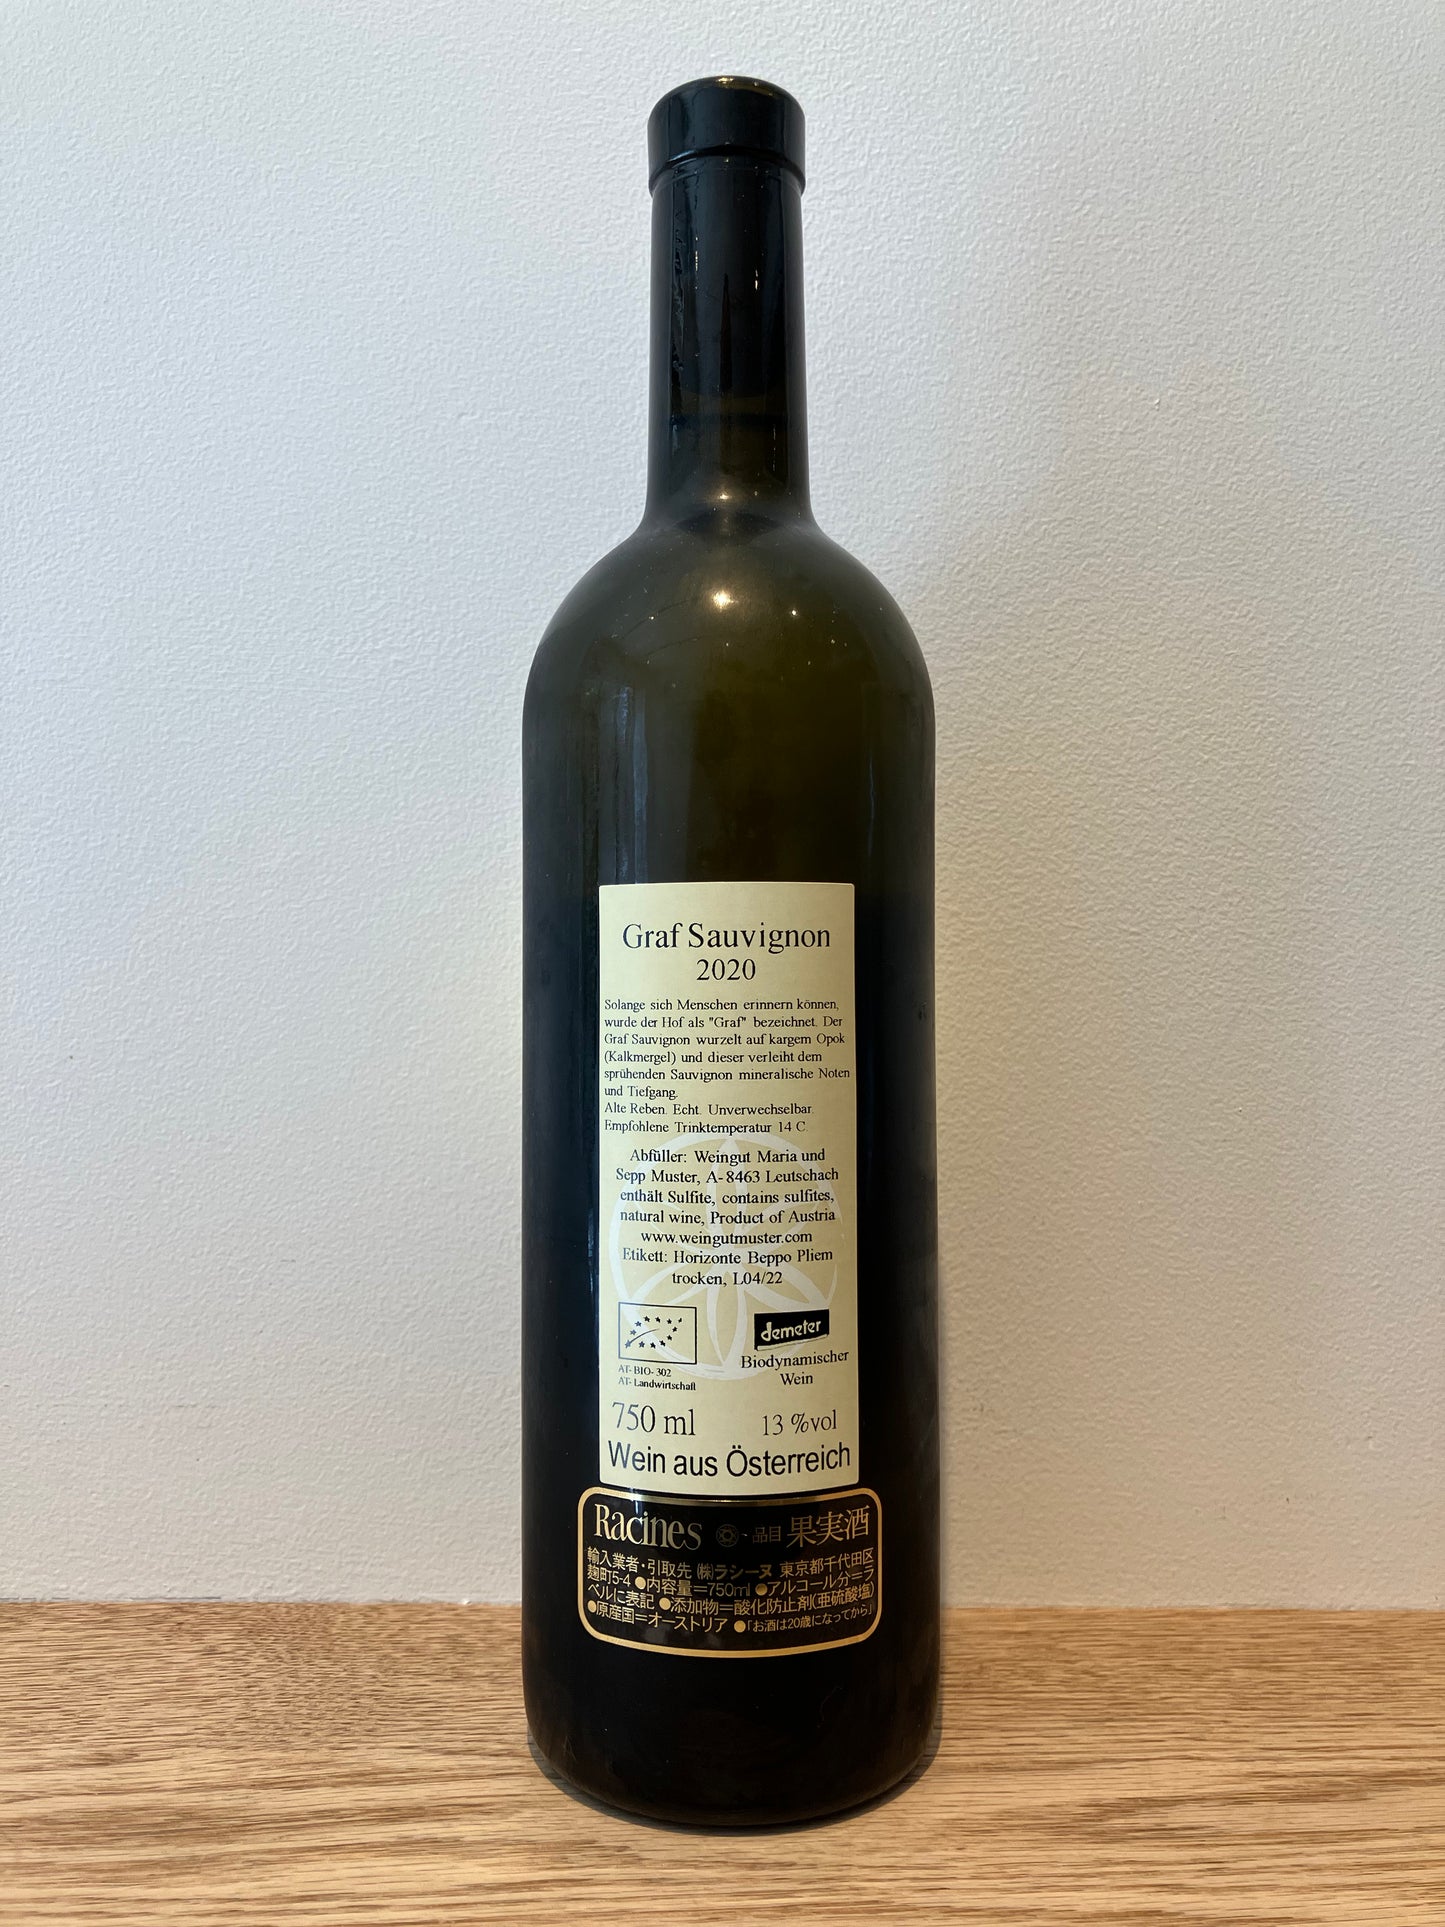 Graf Sauvignon
2020
Solange sich Menschen erinnern können,
wurde der Hof als "Graf" bezeichnet. Der
Graf Sauvignon wurzelt auf kargem Opok
(Kalkmergel) und dieser verleiht dem
sprühenden Sauvignon mineralische Noten
und Tiefgang.
Alte Reben. Echt. Unverwechselbar.
Empfohlene Trinktemperatur 14 C.
Abfüller: Weingut Maria und
Sepp Muster, A-8463 Leutschach
enthält Sulfite, contains sulfites,
natural wine, Product of Austria
www.weingutmuster.com
Etikett: Horizonte Beppo Pliem
trocken, L04/22
demeter
AT-BIO-302
AT-Landwirtschaft
Biodynamischer
Wein
750 ml 13 %vol
Wein aus Österreich
Racines 品目 果実酒
輸入業者・引取先 ㈱ラシーヌ 東京都千代田区
麹町5-4 ●内容量=750ml ●アルコール分=ラ
ベルに表記 ●添加物=酸化防止剤(亜硫酸塩)
●原産国=オーストリア ●「お酒は20歳になってから」